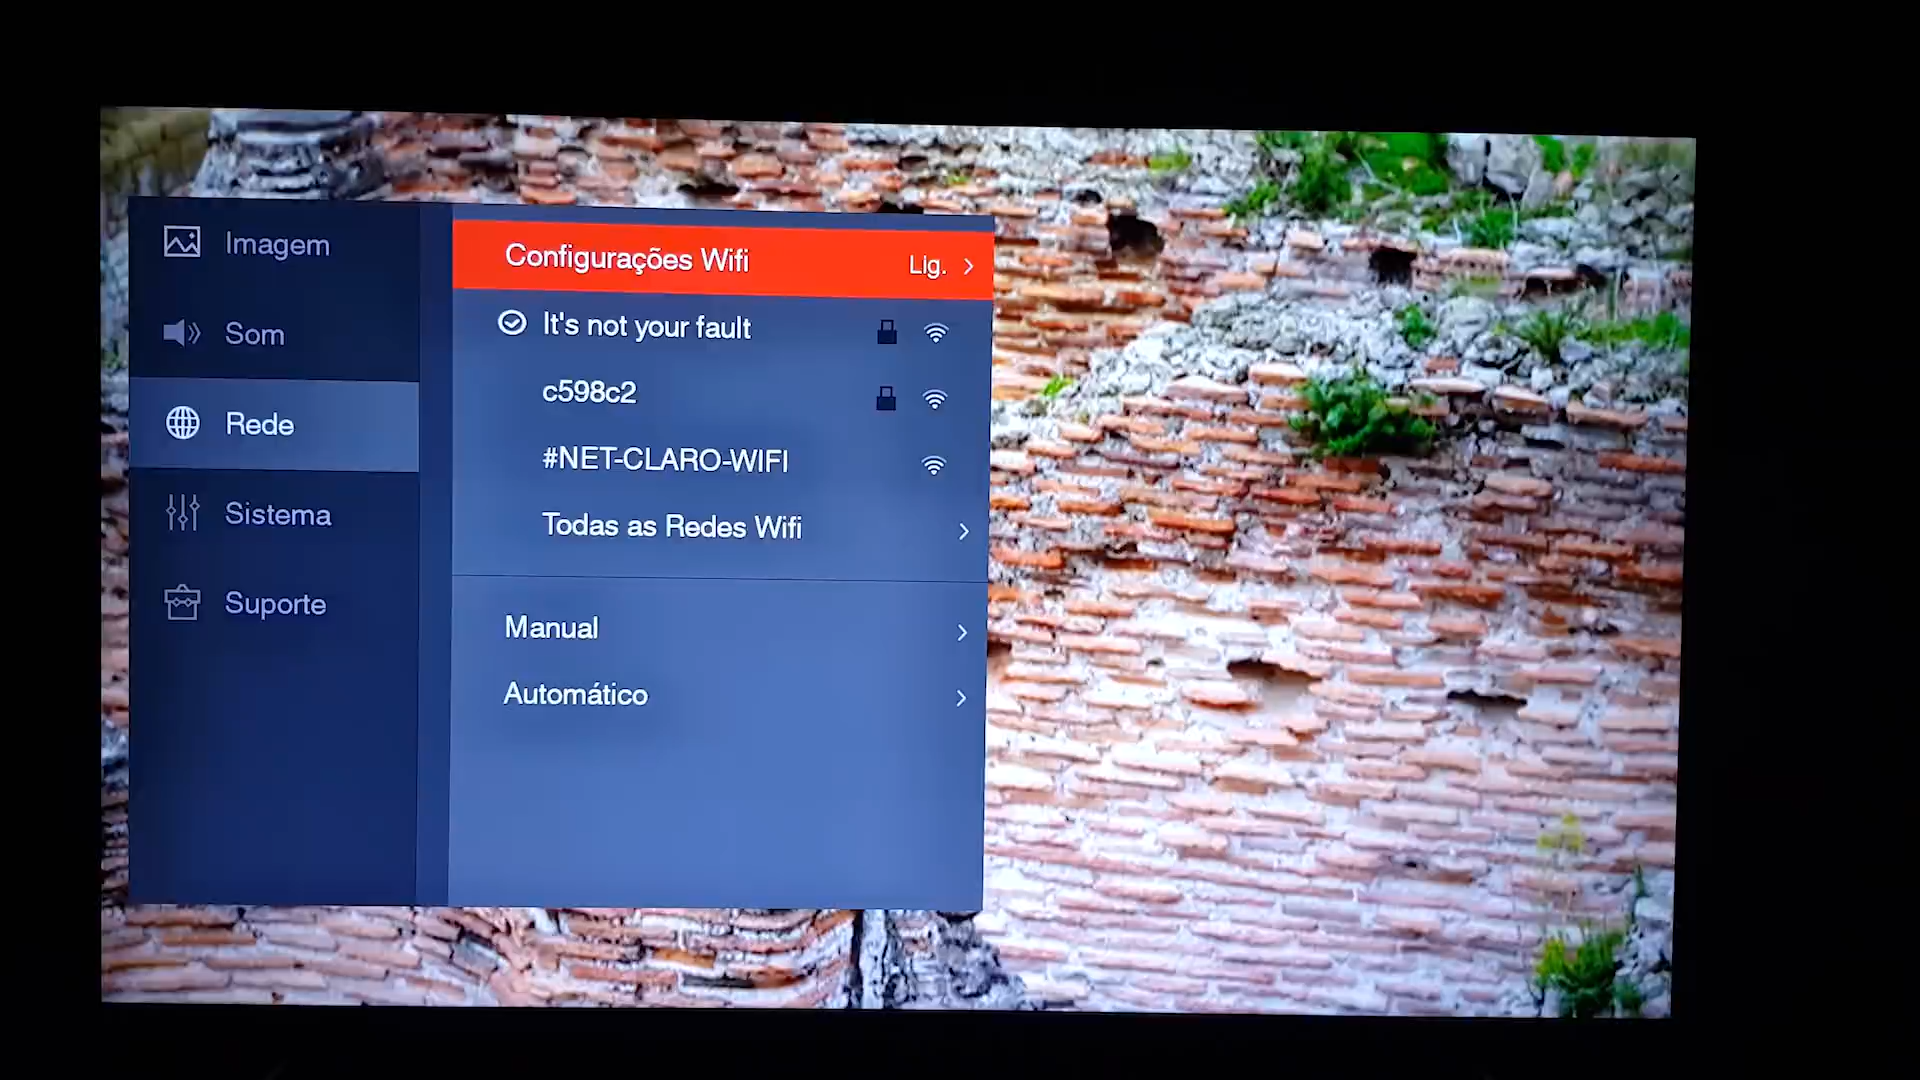 Imagem
Som
Rede
Sistema
Suporte
Configurações Wifi Lig.
It's not your fault
c598c2
#NET-CLARO-WIFI
Todas as Redes Wifi
Manual
Automático